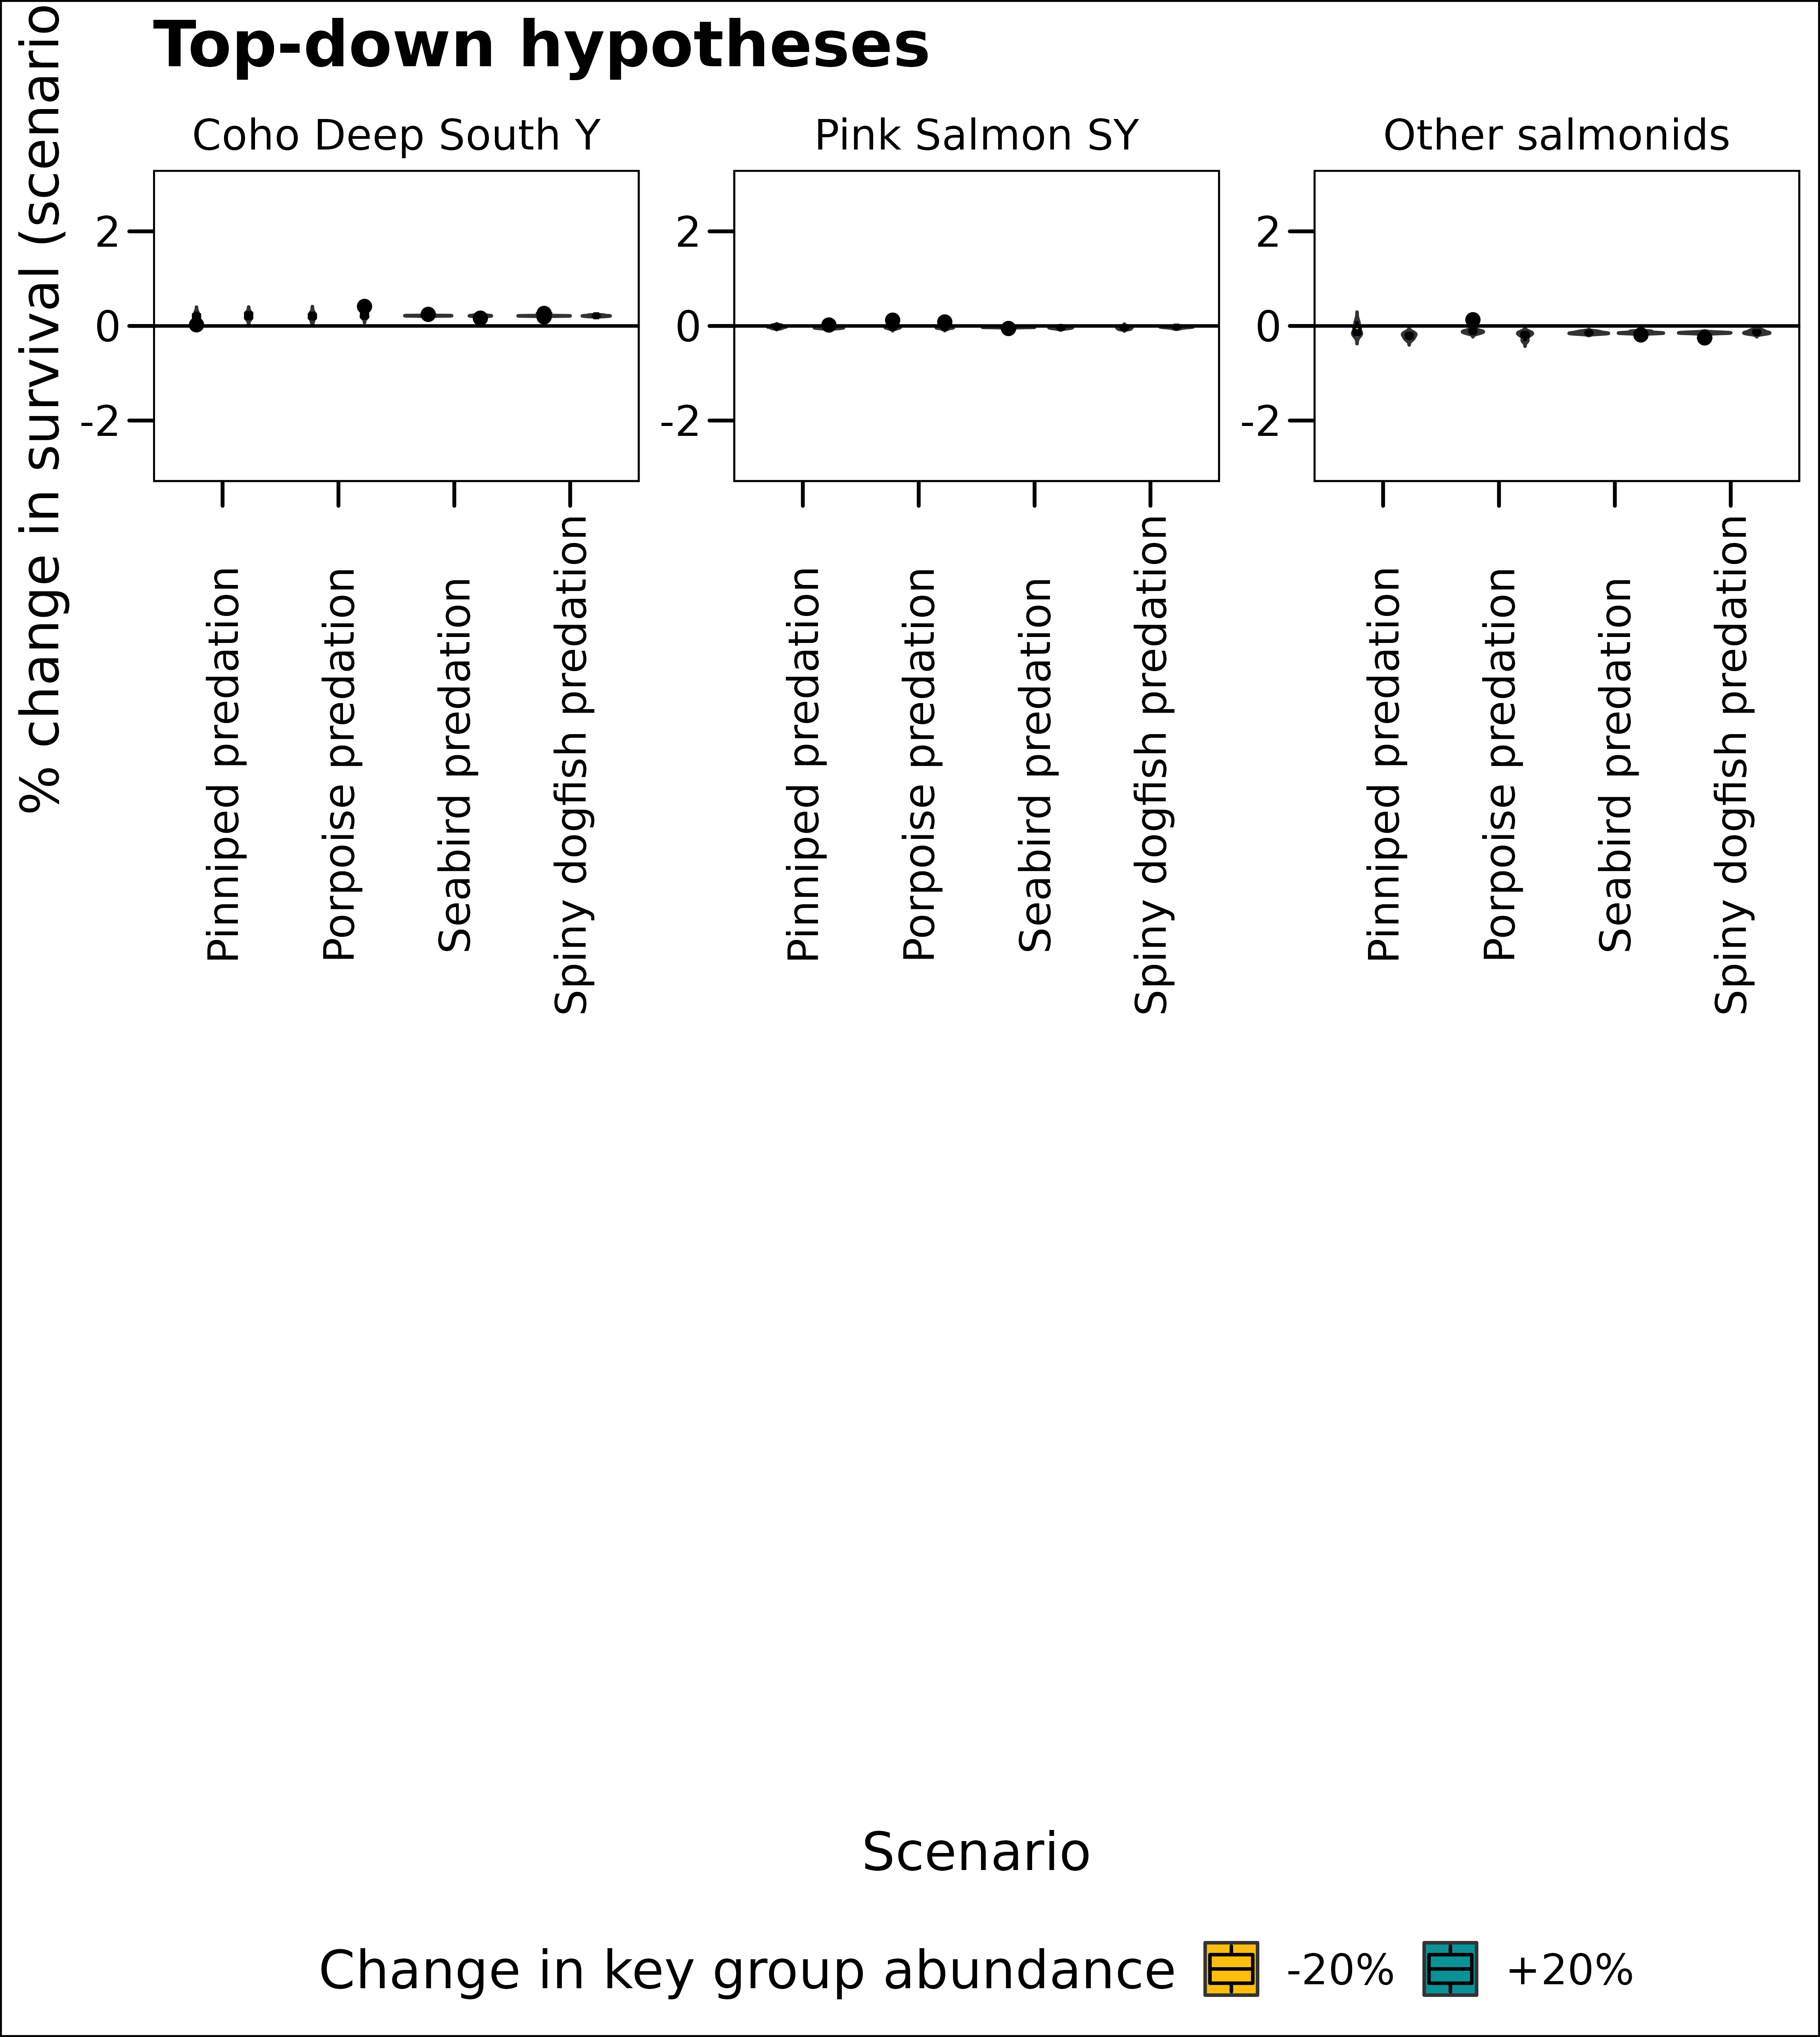 Top-down hypotheses
% change in survival (scenario
Coho Deep South Y
Pink Salmon SY
Other salmonids
2
0
-2
2
0
-2
2
0
-2
Pinniped predation
Porpoise predation
Seabird predation
Spiny dogfish predation
Pinniped predation
Porpoise predation
Seabird predation
Spiny dogfish predation
Pinniped predation
Porpoise predation
Seabird predation
Spiny dogfish predation
Scenario
Change in key group abundance -20% +20%